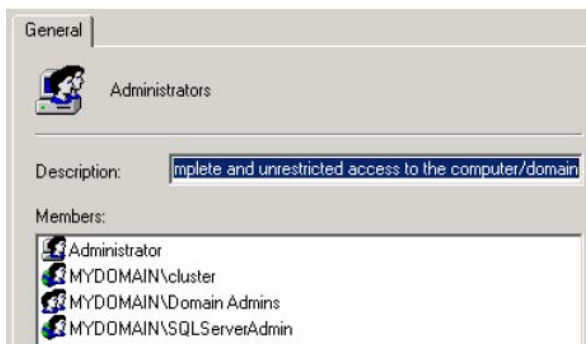 General
Administrators
Description: mplete and unrestricted access to the computer/domain
Members:
Administrator
MYDOMAIN\cluster
MYDOMAIN\Domain Admins
MYDOMAIN\SQLServerAdmin